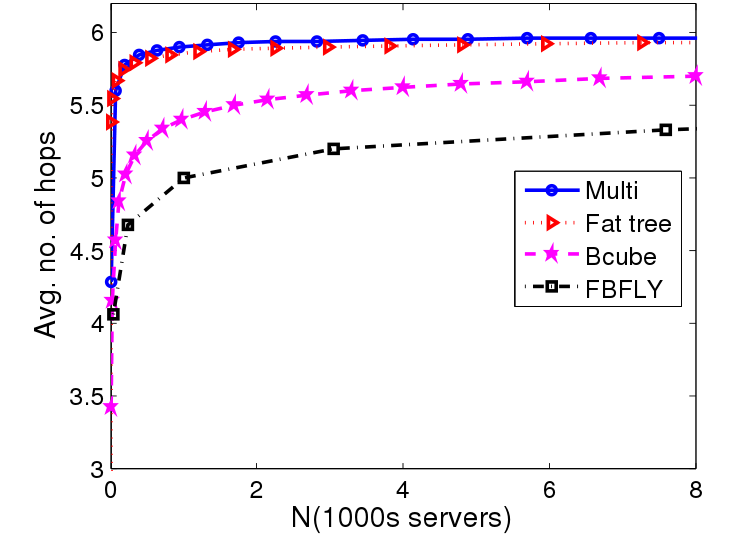 6
5.5
5
4.5
4
3.5
3
0
2
4
6
8
Avg. no. of hops
N(1000s servers)
Multi
Fat tree
Bcube
FBFLY